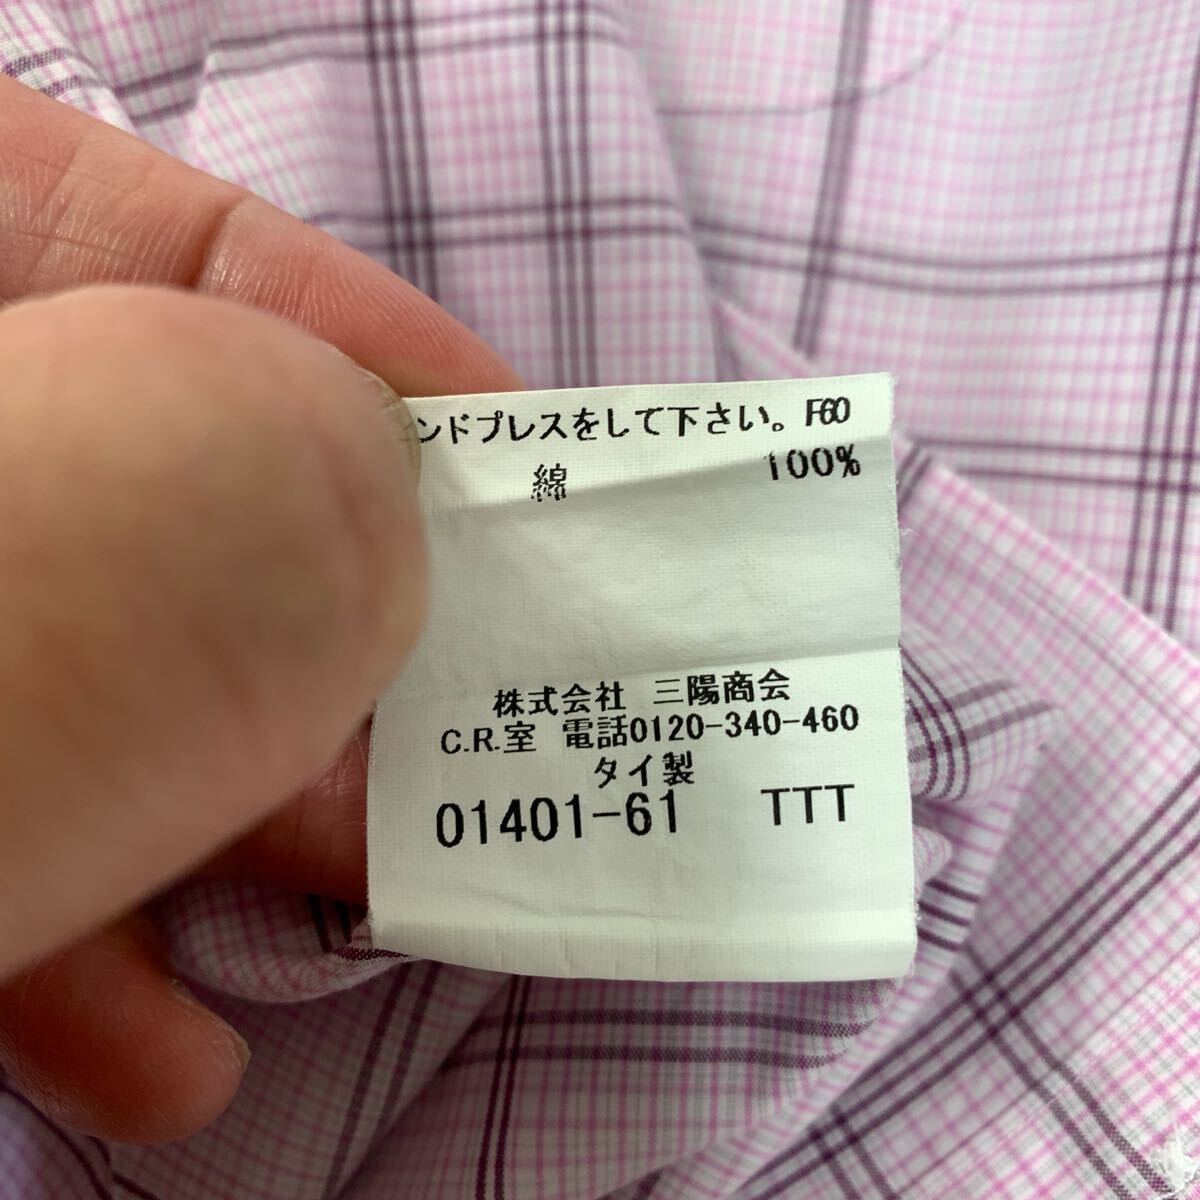 ンドプレスをして下さい。F60
綿 100%
株式会社 三陽商会
C.R.室 電話0120-340-460
タイ製
01401-61 TTT